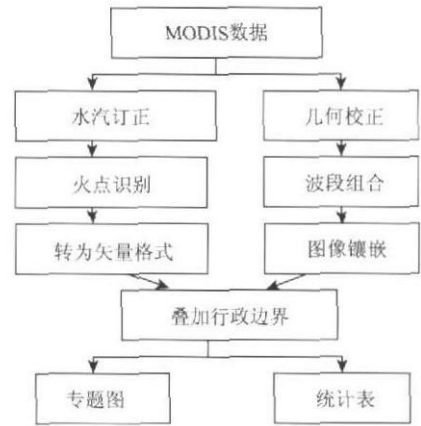 MODIS数据
水汽订正
几何校正
火点识别
波段组合
转为矢量格式
图像镶嵌
叠加行政边界
专题图
统计表